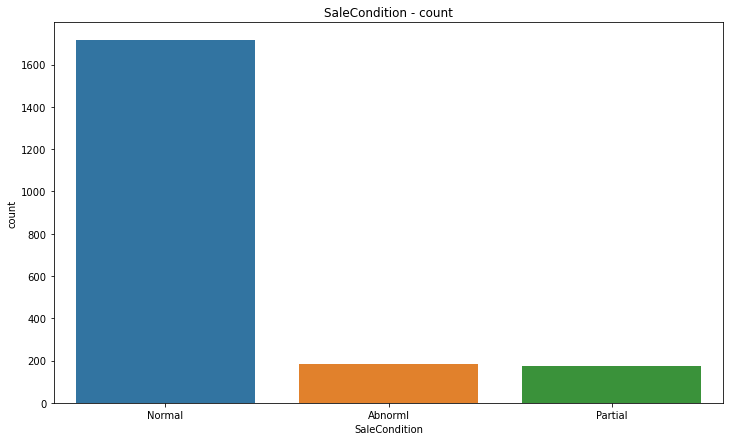 SaleCondition - count
count
1600
1400
1200
1000
800
600
400
200
0
Normal Abnorml Partial
SaleCondition